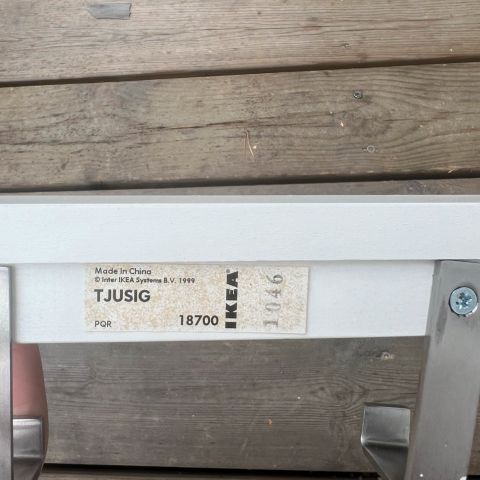 Made in China
© Inter IKEA Systems B.V. 1999
TJUSIG
PQR 18700
IKEA
1046